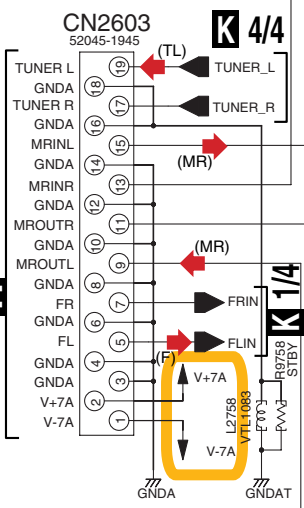 CN2603
52045-1945
K 4/4
TUNER L 19 (TL) TUNER_L
GNDA 18
TUNER R 17 TUNER_R
GNDA 16
MRINL 15
GNDA 14 (MR)
MRINR 13
GNDA 12
MROUTR 11
GNDA 10 (MR)
MROUTL 9
GNDA 8
FR 7 FRIN
GNDA 6
FL 5 FLIN
(F)
GNDA 4
GNDA 3 V+7A
V+7A 2
V-7A 1
V-7A
K 1/4
L2758
VTL1083
R9758
STBY
GNDA
GNDAT